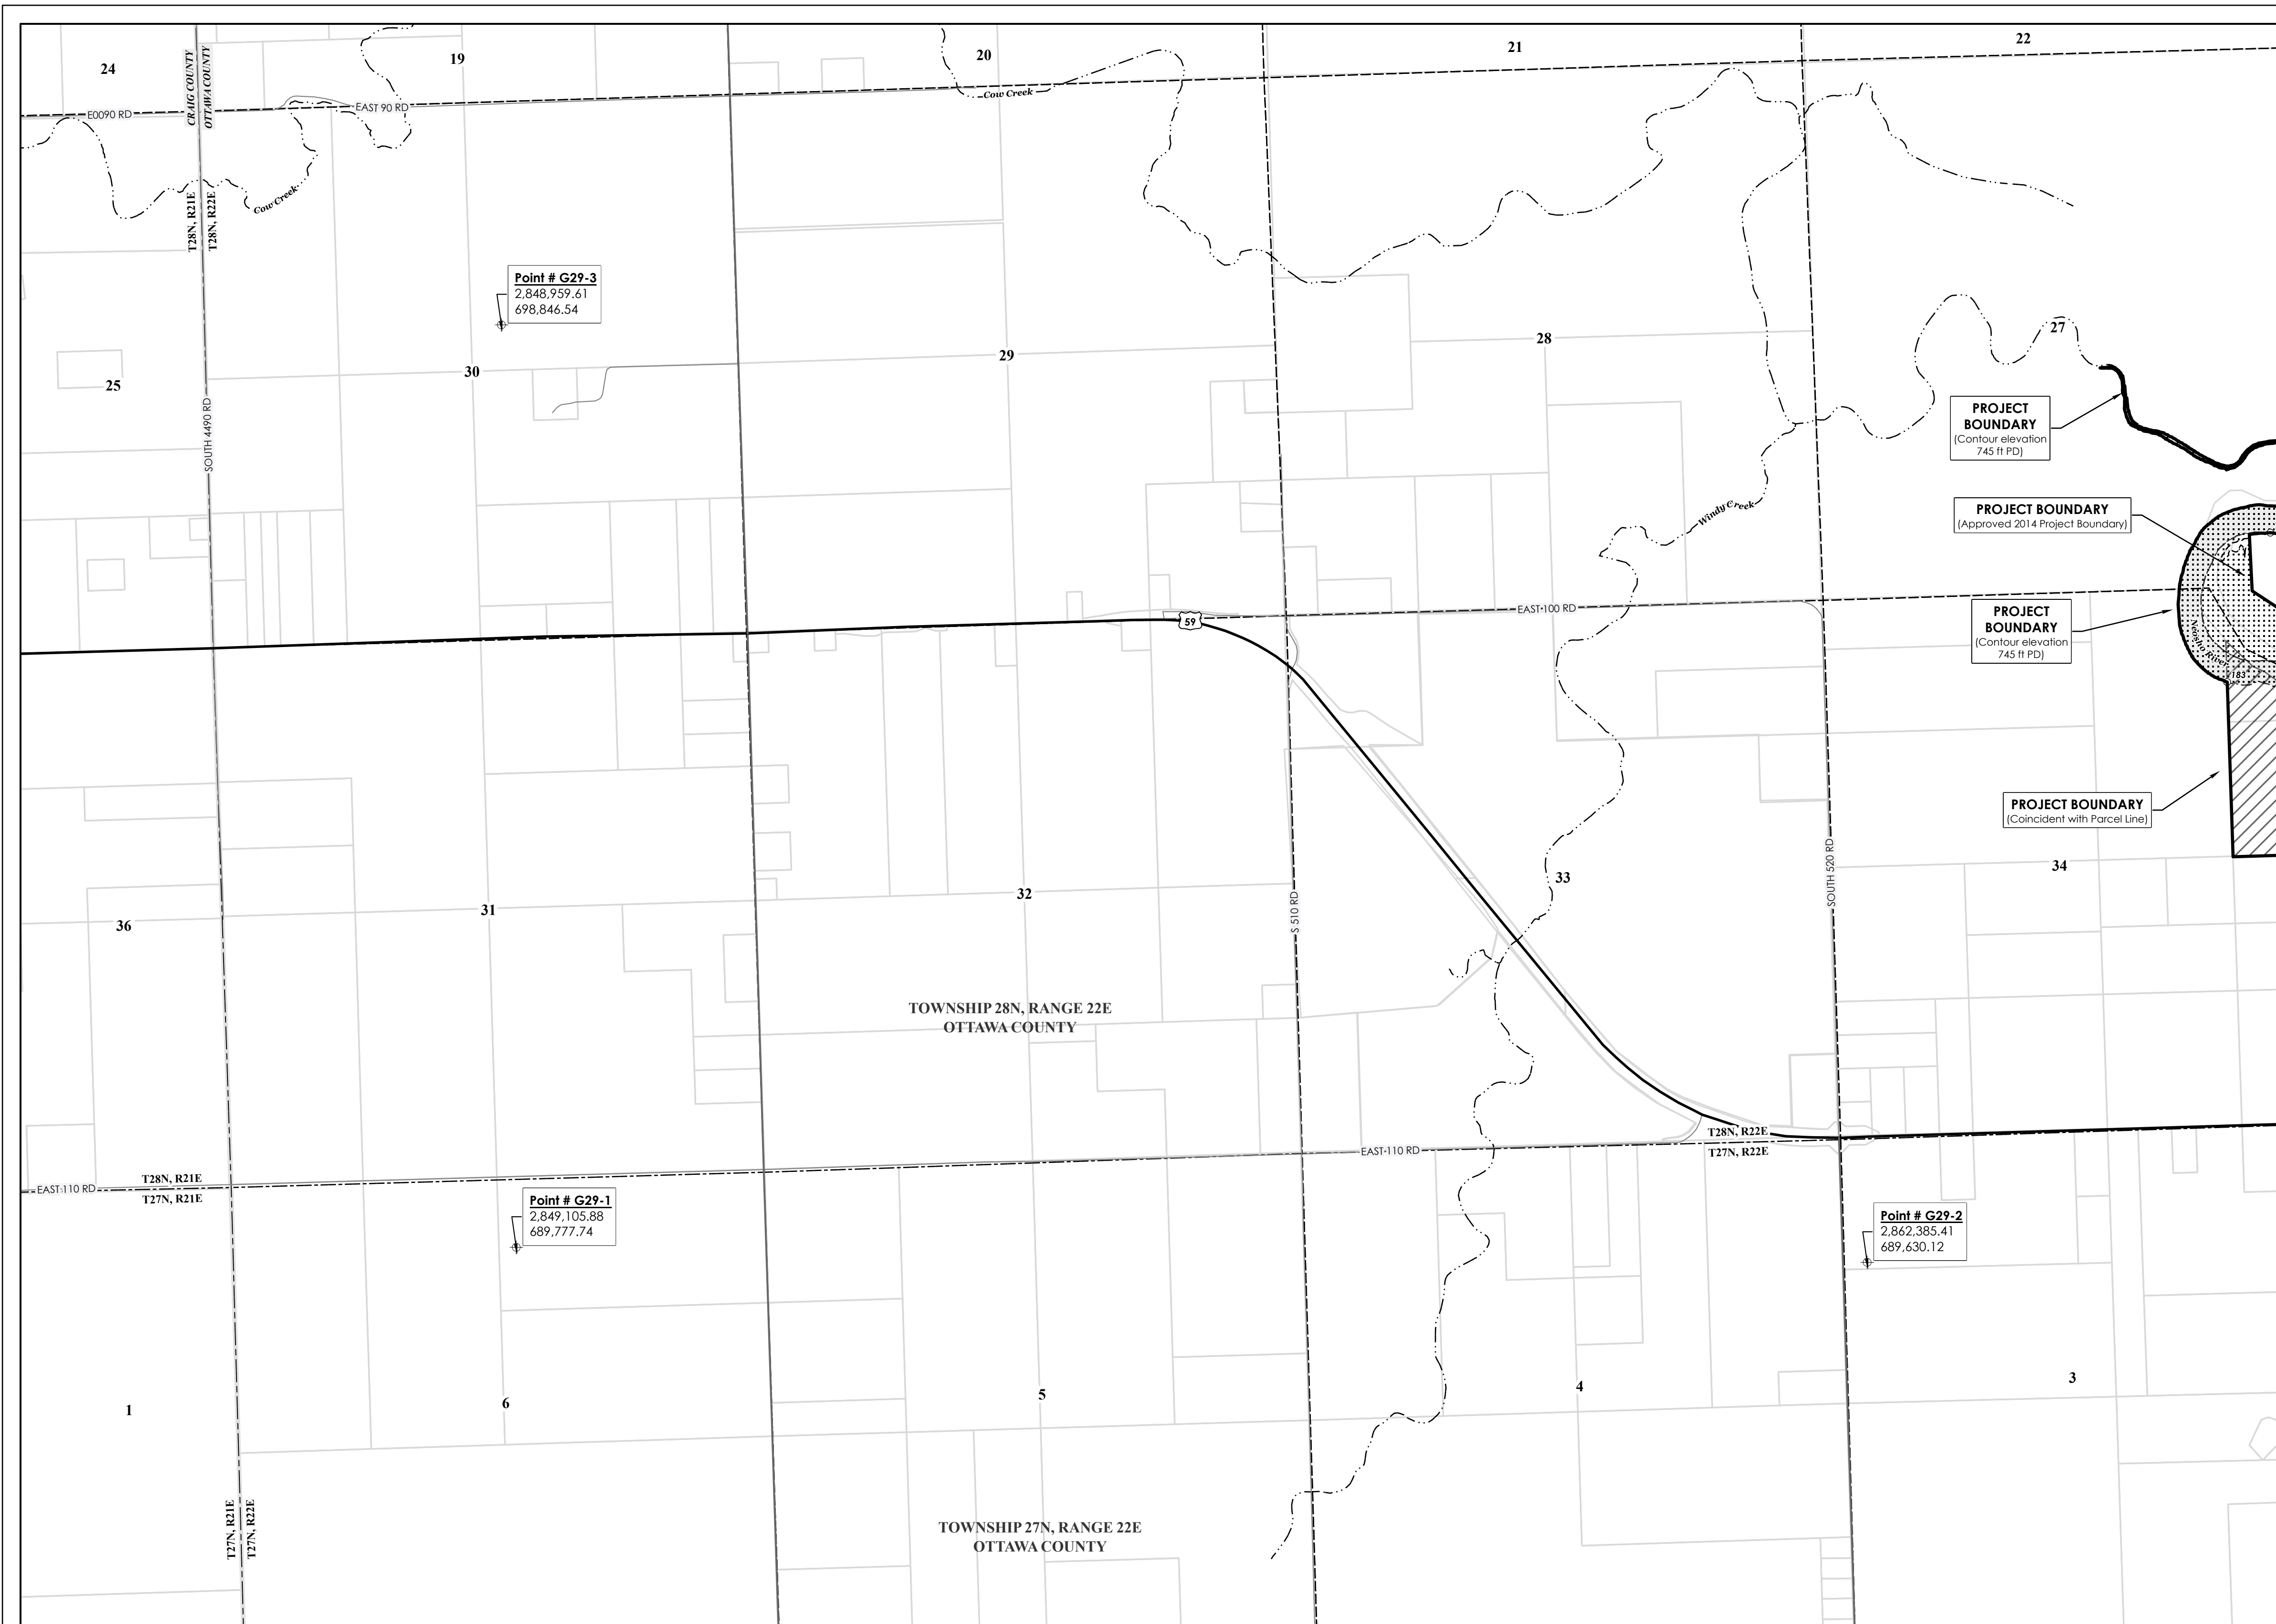 22
21
20
19
24
CRAIG COUNTY
OTTAWA COUNTY
Cow Creek
EAST 90 RD
E0090 RD
Cow Creek
T28N, R21E
T28N, R22E
Point # G29-3
2,848,959.61
698,846.54
27
28
29
30
25
SOUTH 4490 RD
PROJECT
BOUNDARY
(Contour elevation
745 ft PD)
Windy Creek
PROJECT BOUNDARY
(Approved 2014 Project Boundary)
EAST 100 RD
59
PROJECT
BOUNDARY
(Contour elevation
745 ft PD)
Neosho River
183
PROJECT BOUNDARY
(Coincident with Parcel Line)
34
33
32
31
36
SOUTH 520 RD
S 510 RD
TOWNSHIP 28N, RANGE 22E
OTTAWA COUNTY
T28N, R22E
T27N, R22E
EAST 110 RD
T28N, R21E
T27N, R21E
EAST 110 RD
Point # G29-1
2,849,105.88
689,777.74
Point # G29-2
2,862,385.41
689,630.12
3
4
5
6
1
T27N, R21E
T27N, R22E
TOWNSHIP 27N, RANGE 22E
OTTAWA COUNTY